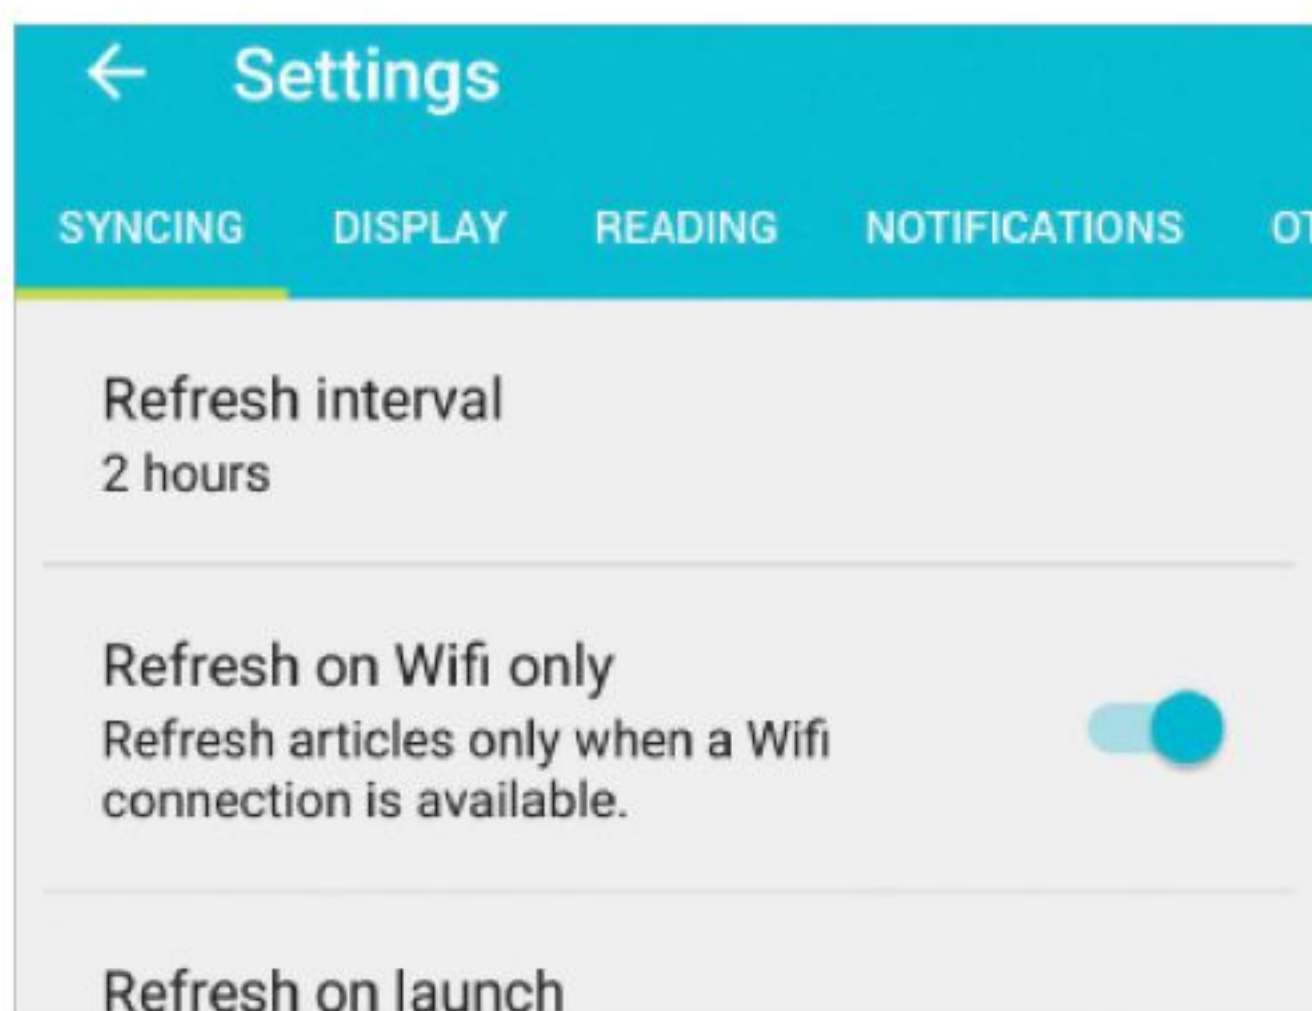 Settings
SYNCING DISPLAY READING NOTIFICATIONS
Refresh interval
2 hours
Refresh on Wifi only
Refresh articles only when a Wifi
connection is available.
Refresh on launch